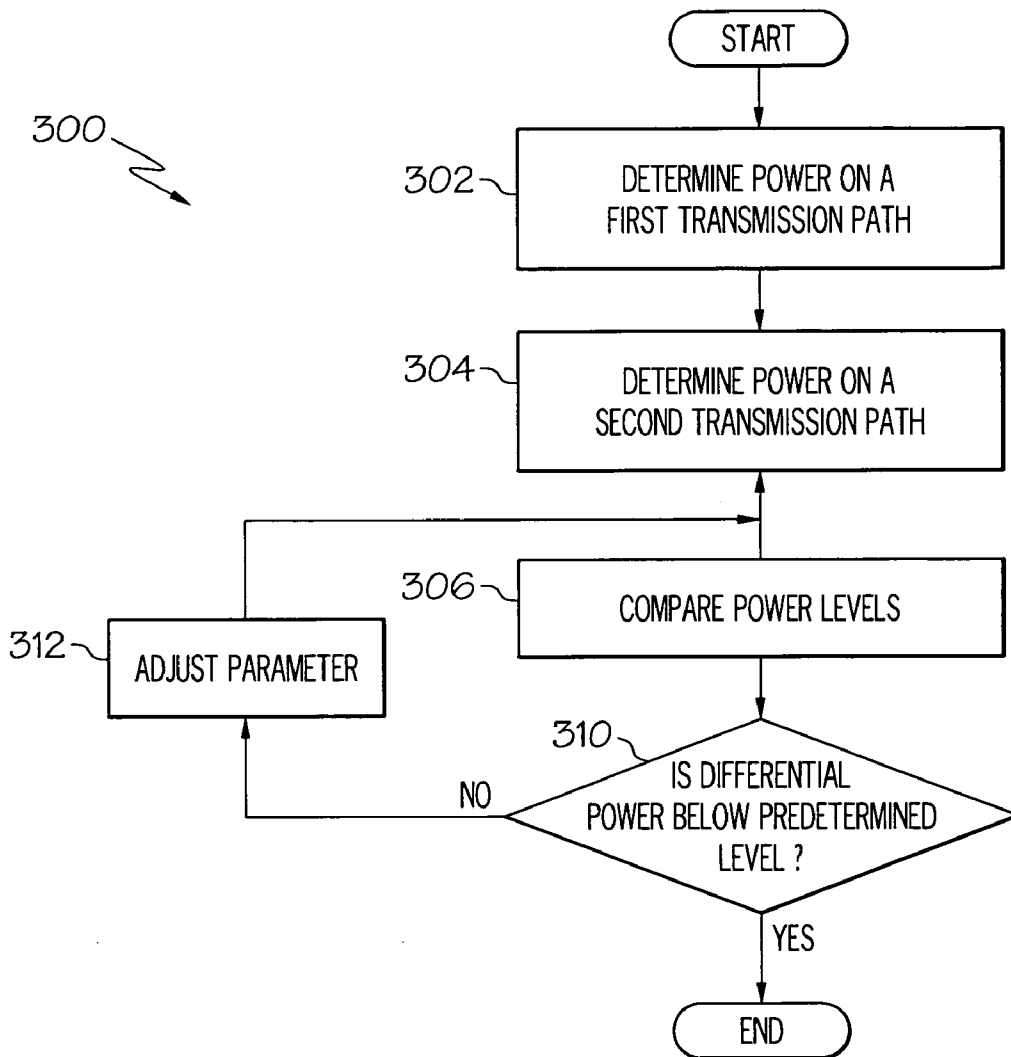 START
300
302
DETERMINE POWER ON A
FIRST TRANSMISSION PATH
304
DETERMINE POWER ON A
SECOND TRANSMISSION PATH
306
COMPARE POWER LEVELS
312
ADJUST PARAMETER
310
IS DIFFERENTIAL
POWER BELOW PREDETERMINED
LEVEL ?
NO
YES
END